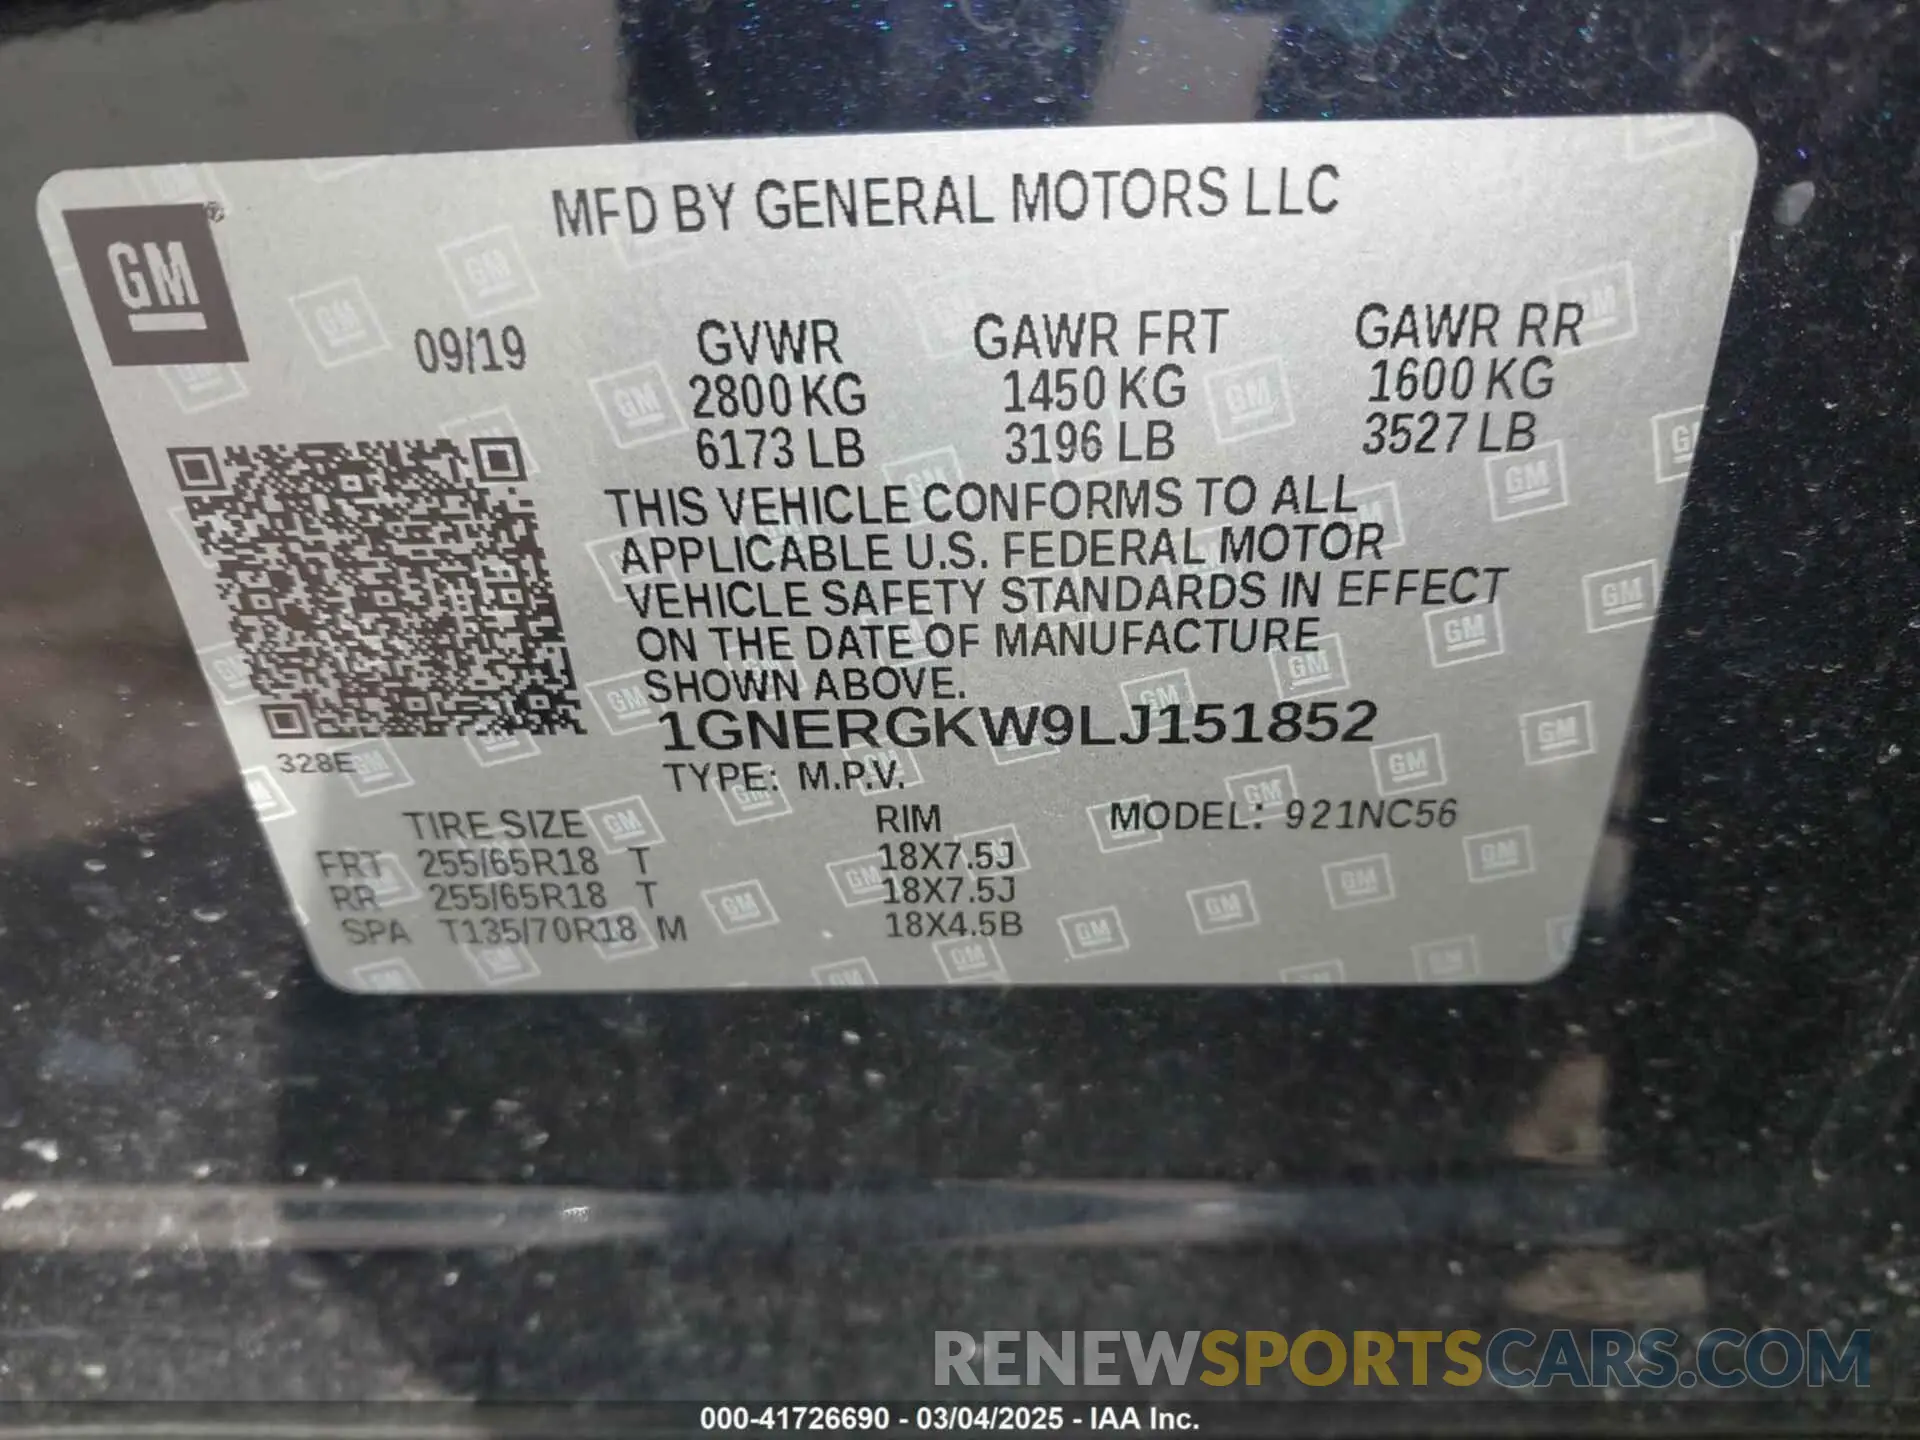 MFD BY GENERAL MOTORS LLC
GM
®
09/19
GVWR GAWR FRT GAWR RR
2800 KG 1450 KG 1600 KG
6173 LB 3196 LB 3527 LB
THIS VEHICLE CONFORMS TO ALL
APPLICABLE U.S. FEDERAL MOTOR
VEHICLE SAFETY STANDARDS IN EFFECT
ON THE DATE OF MANUFACTURE
SHOWN ABOVE.
1GNERGKW9LJ151852
328E
TYPE: M.P.V.
TIRE SIZE RIM MODEL: 921NC56
FRT 255/65R18 T 18X7.5J
RR 255/65R18 T 18X7.5J
SPA T135/70R18 M 18X4.5B
RENEWSPORTSCARS.COM
000-41726690 - 03/04/2025 - IAA Inc.